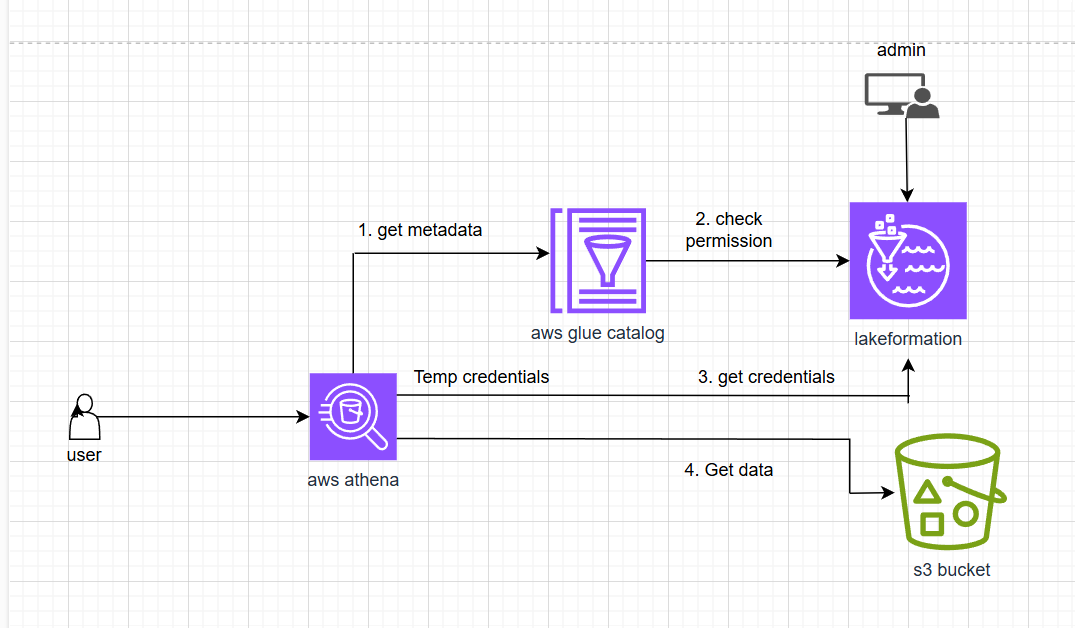 admin
1. get metadata
2. check
permission
aws glue catalog
lakeformation
Temp credentials
3. get credentials
user
aws athena
4. Get data
s3 bucket